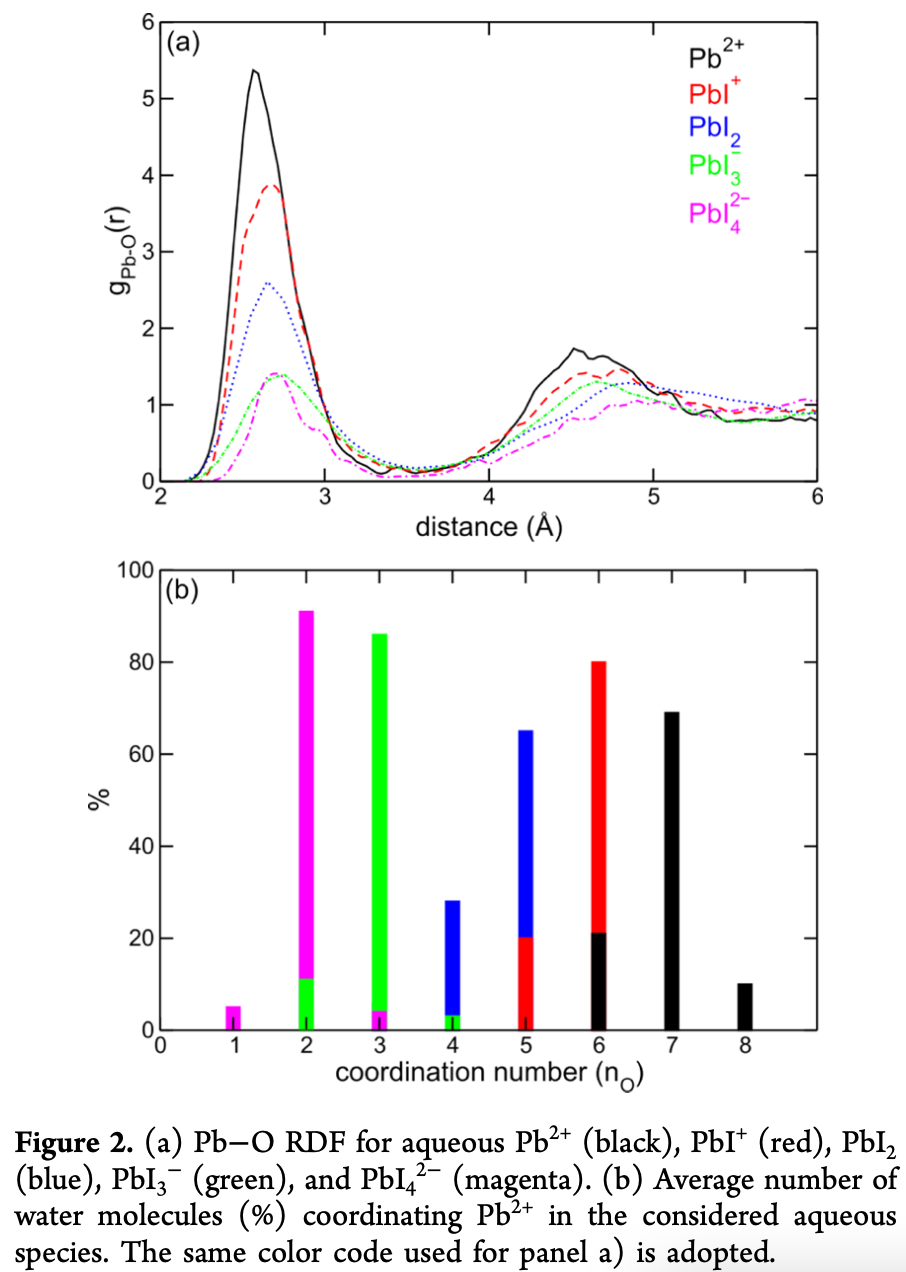 (a)
Pb2+
PbI+
PbI2
PbI3−
PbI42−
6
5
4
3
2
1
0
gPb-O(r)
2 3 4 5 6
distance (Å)
(b)
100
80
60
40
20
0
%
0 1 2 3 4 5 6 7 8
coordination number (nO)
Figure 2. (a) Pb−O RDF for aqueous Pb2+ (black), PbI+ (red), PbI2
(blue), PbI3− (green), and PbI42− (magenta). (b) Average number of
water molecules (%) coordinating Pb2+ in the considered aqueous
species. The same color code used for panel a) is adopted.